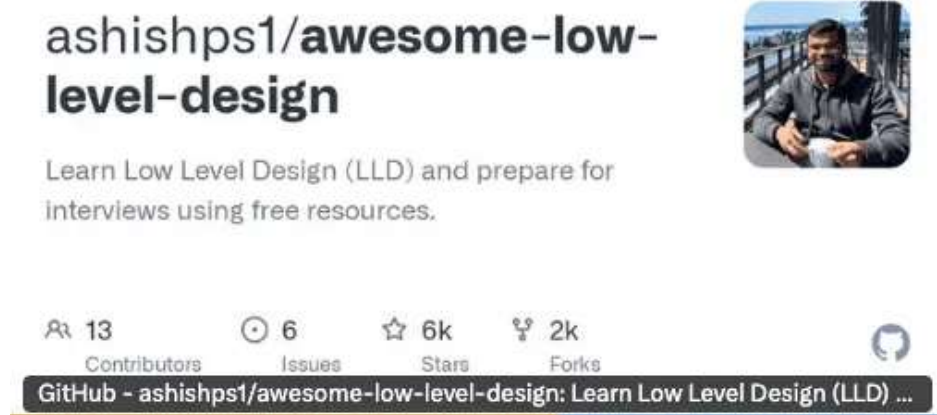 ashishps1/awesome-low-
level-design
Learn Low Level Design (LLD) and prepare for
interviews using free resources.
13
Contributors
6
Issues
6k
Stars
2k
Forks
GitHub - ashishps1/awesome-low-level-design: Learn Low Level Design (LLD) ...